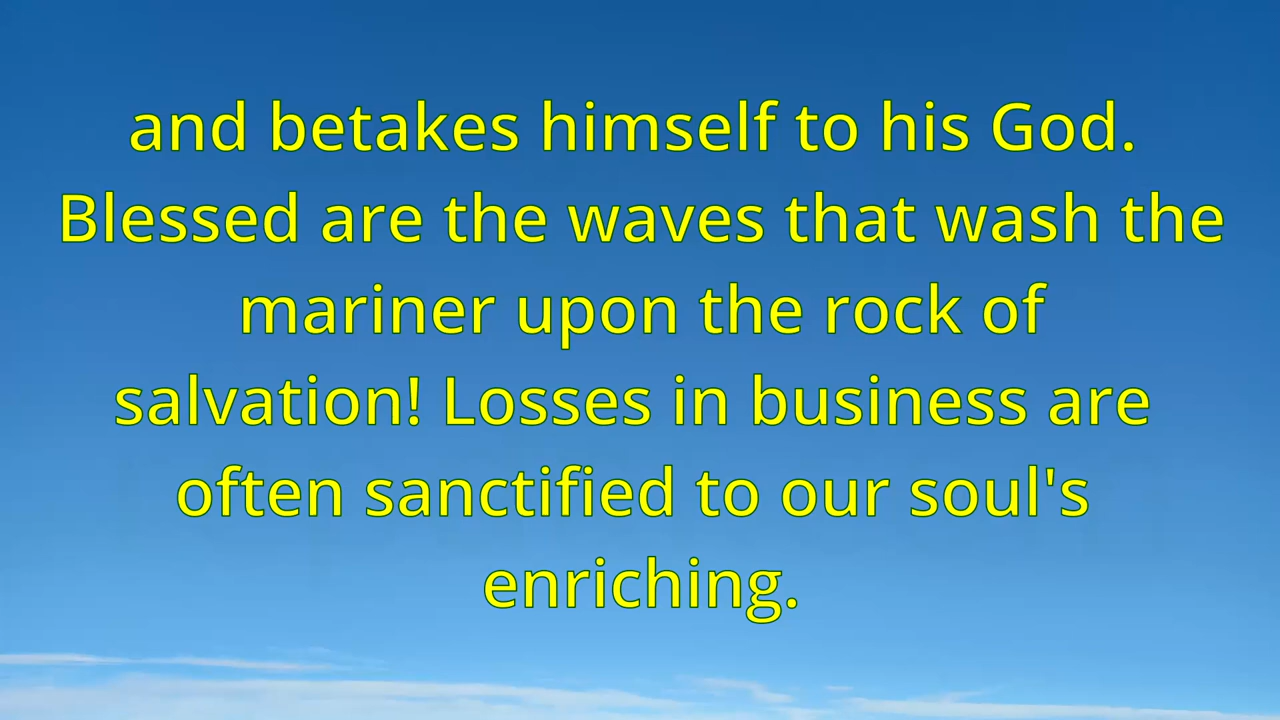 and betakes himself to his God.
Blessed are the waves that wash the
mariner upon the rock of
salvation! Losses in business are
often sanctified to our soul's
enriching.